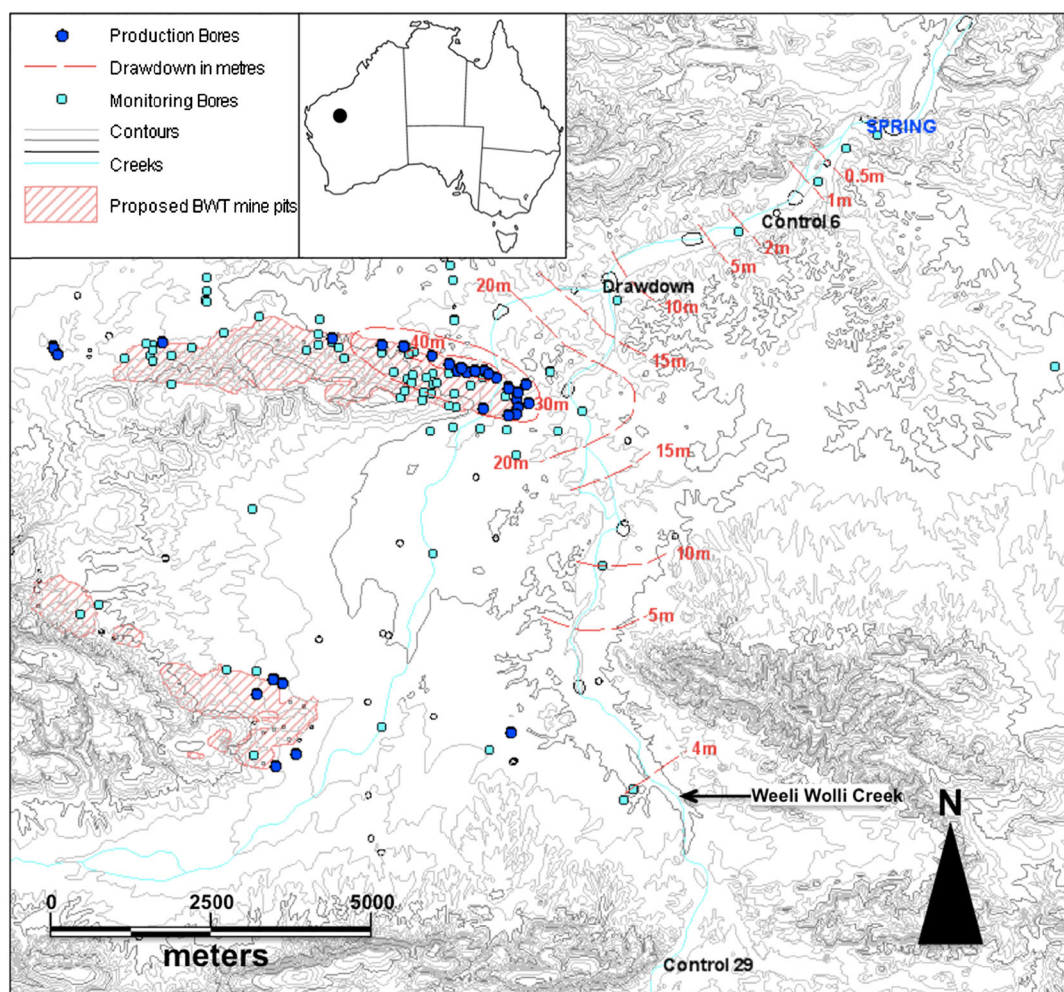 Production Bores
Drawdown in metres
Monitoring Bores
Contours
Creeks
Proposed BWT mine pits
SPRING
0.5m
1m
Control 6
2m
5m
Drawdown
20m
10m
40m
15m
30m
20m
15m
10m
5m
4m
Weeli Wolli Creek
N
0 2500 5000
meters
Control 29